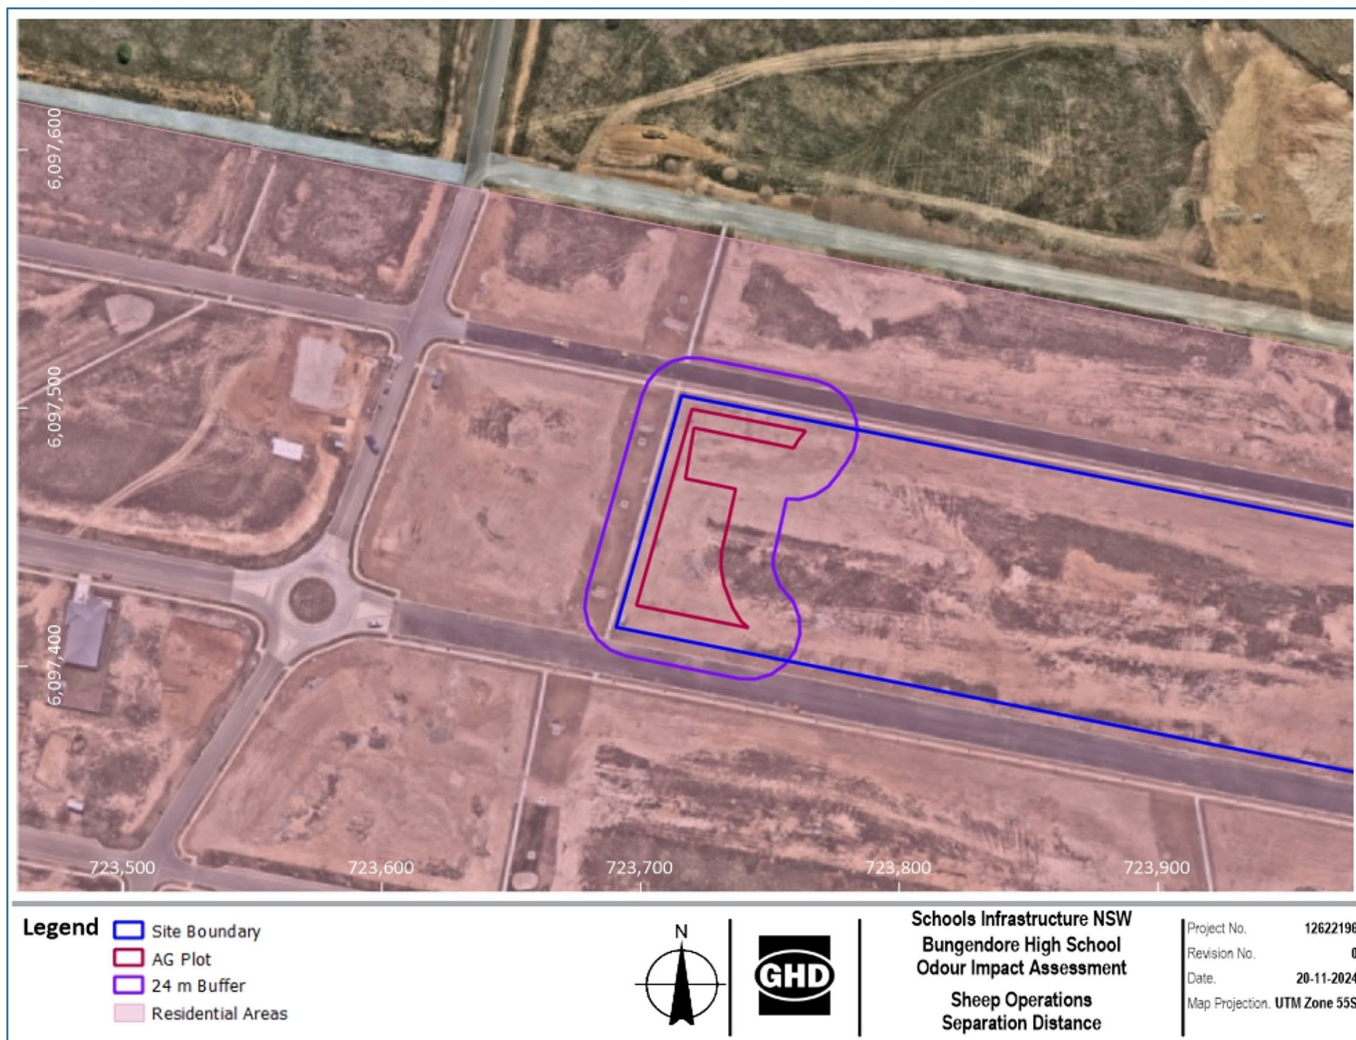 6,097,600
6,097,500
6,097,400
723,500
723,600
723,700
723,800
723,900
Legend
Site Boundary
AG Plot
24 m Buffer
Residential Areas
N
GHD
Schools Infrastructure NSW
Bungendore High School
Odour Impact Assessment
Sheep Operations
Separation Distance
Project No. 12622196
Revision No. 0
Date. 20-11-2024
Map Projection. UTM Zone 55S